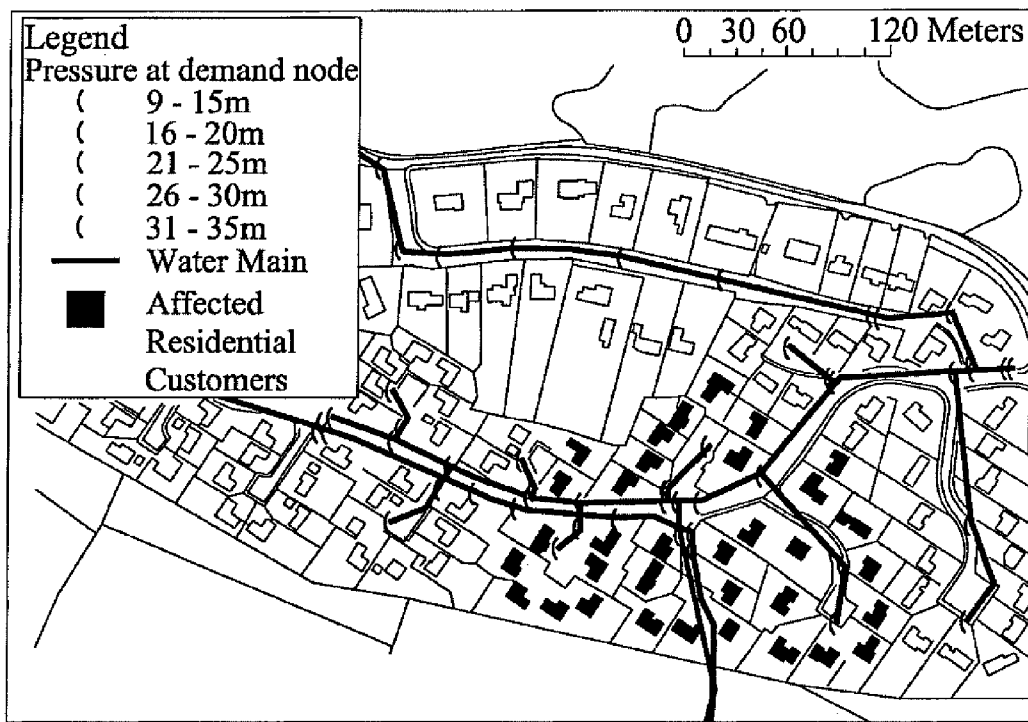 Legend
Pressure at demand node
9 - 15m
16 - 20m
21 - 25m
26 - 30m
31 - 35m
Water Main
Affected
Residential
Customers
0 30 60 120 Meters